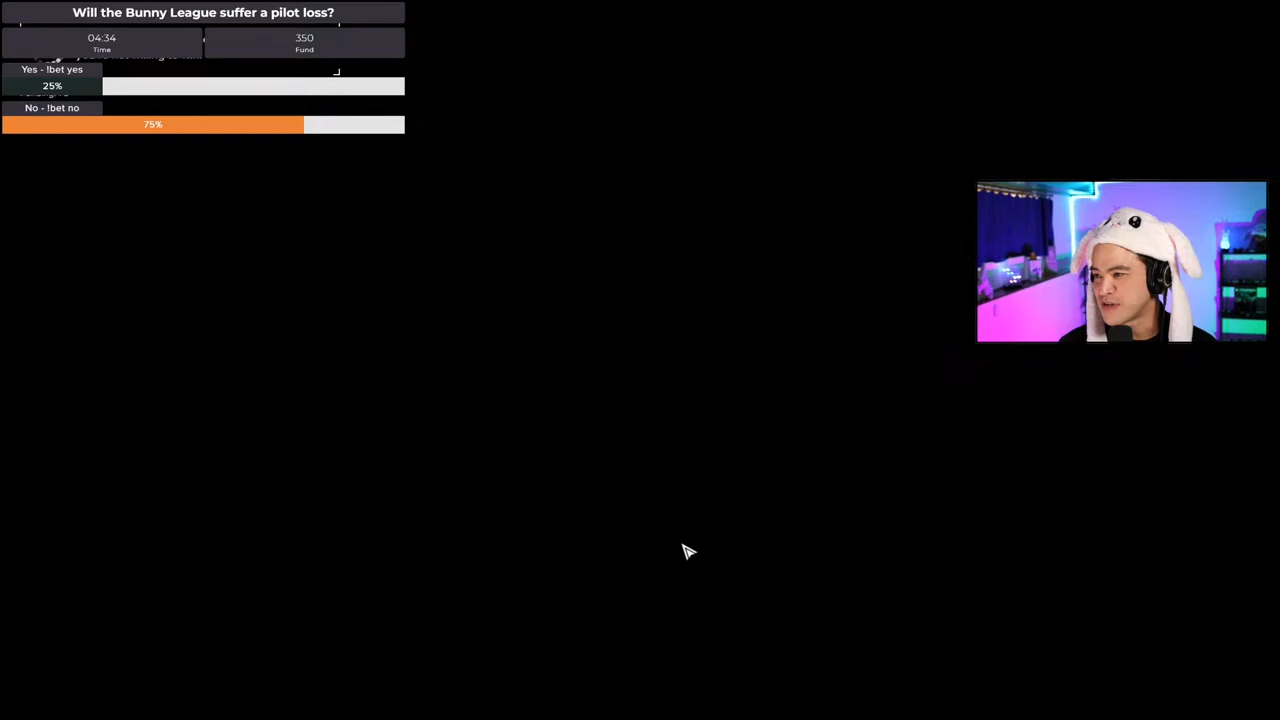 Will the Bunny League suffer a pilot loss?
04:34
Time
350
Fund
Yes - !bet yes
25%
No - !bet no
75%